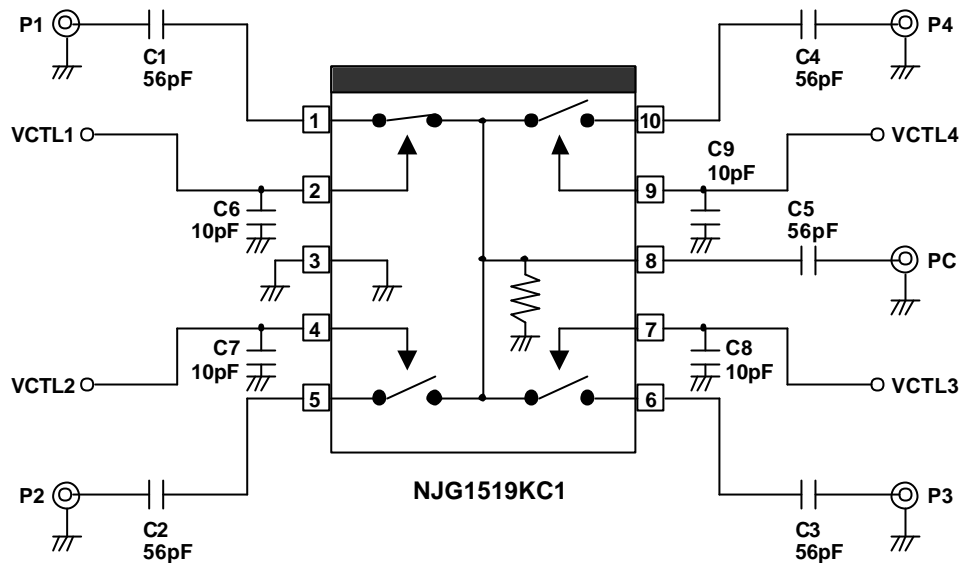 P1
C1
56pF
P4
C4
56pF
VCTL1
1
10
VCTL4
C9
10pF
2
9
C6
10pF
C5
56pF
3
8
PC
4
7
C7
10pF
C8
10pF
VCTL2
5
6
VCTL3
NJG1519KC1
P2
C2
56pF
P3
C3
56pF